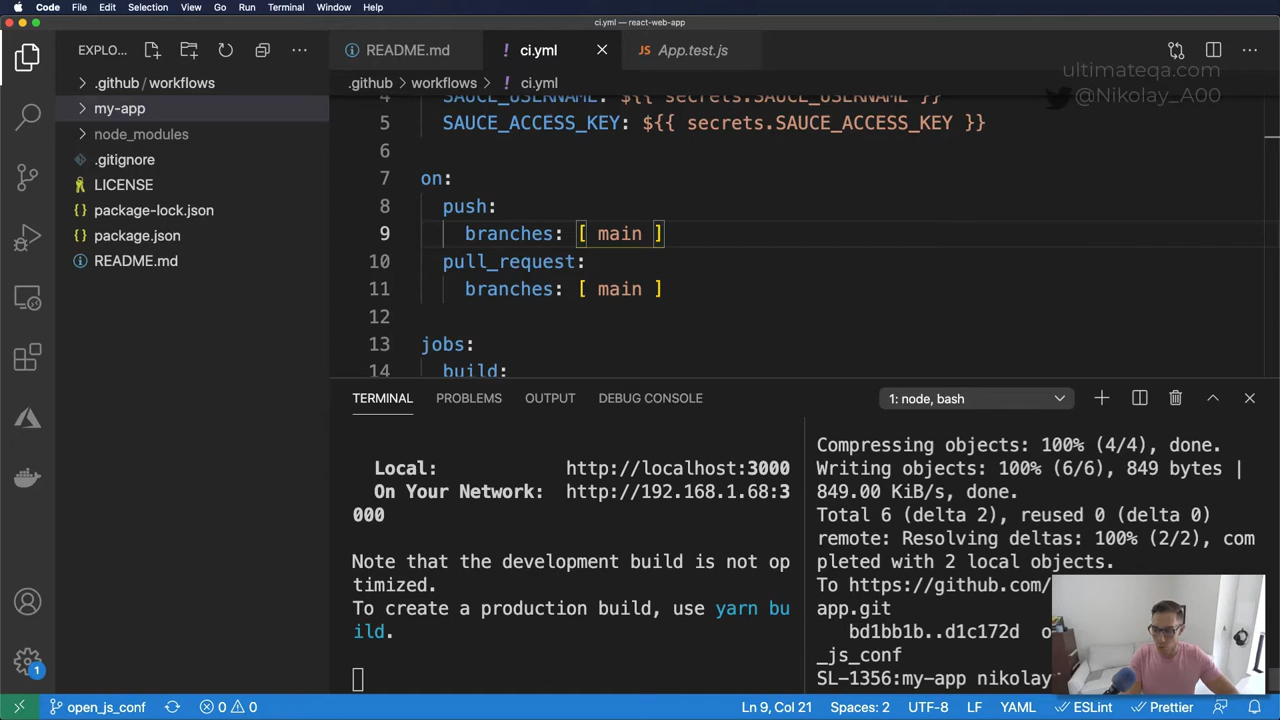 Code File Edit Selection View Go Run Terminal Window Help
ci.yml — react-web-app
EXPLO...
README.md
ci.yml
JS App.test.js
ultimateqa.com
@Nikolay_A00
.github > workflows
my-app
node_modules
.gitignore
LICENSE
package-lock.json
package.json
README.md
.github > workflows > ci.yml
4 SAUCE_USERNAME: ${{ secrets.SAUCE_USERNAME }}
5 SAUCE_ACCESS_KEY: ${{ secrets.SAUCE_ACCESS_KEY }}
6
7 on:
8 push:
9 branches: [ main ]
10 pull_request:
11 branches: [ main ]
12
13 jobs:
14 build:
TERMINAL PROBLEMS OUTPUT DEBUG CONSOLE 1: node, bash
Local: http://localhost:3000
On Your Network: http://192.168.1.68:3
000
Note that the development build is not op
timized.
To create a production build, use yarn bu
ild.
Compressing objects: 100% (4/4), done.
Writing objects: 100% (6/6), 849 bytes |
849.00 KiB/s, done.
Total 6 (delta 2), reused 0 (delta 0)
remote: Resolving deltas: 100% (2/2), com
pleted with 2 local objects.
To https://github.com/
app.git
bd1bb1b..d1c172d
_js_conf
SL-1356:my-app nikolay
1
open_js_conf 0 0 Ln 9, Col 21 Spaces: 2 UTF-8 LF YAML ESLint Prettier